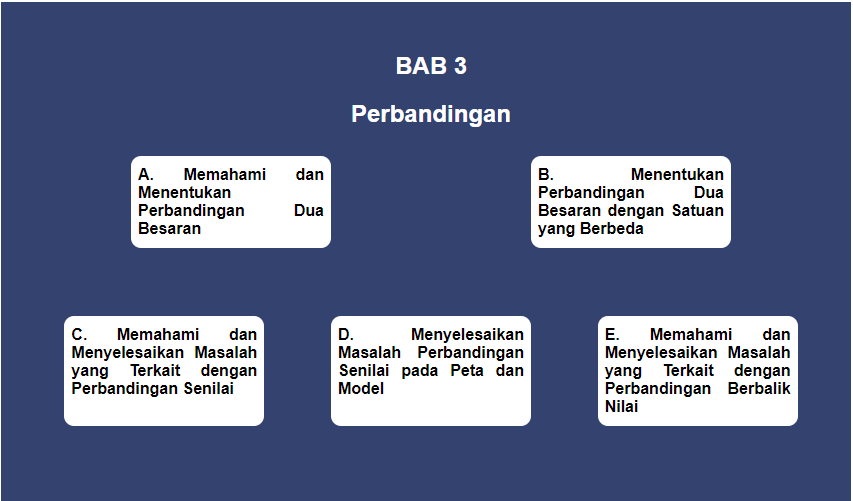 BAB 3
Perbandingan
A. Memahami dan
Menentukan
Perbandingan Dua
Besaran
B. Menentukan
Perbandingan Dua
Besaran dengan Satuan
yang Berbeda
C. Memahami dan
Menyelesaikan Masalah
yang Terkait dengan
Perbandingan Senilai
D. Menyelesaikan
Masalah Perbandingan
Senilai pada Peta dan
Model
E. Memahami dan
Menyelesaikan Masalah
yang Terkait dengan
Perbandingan Berbalik
Nilai